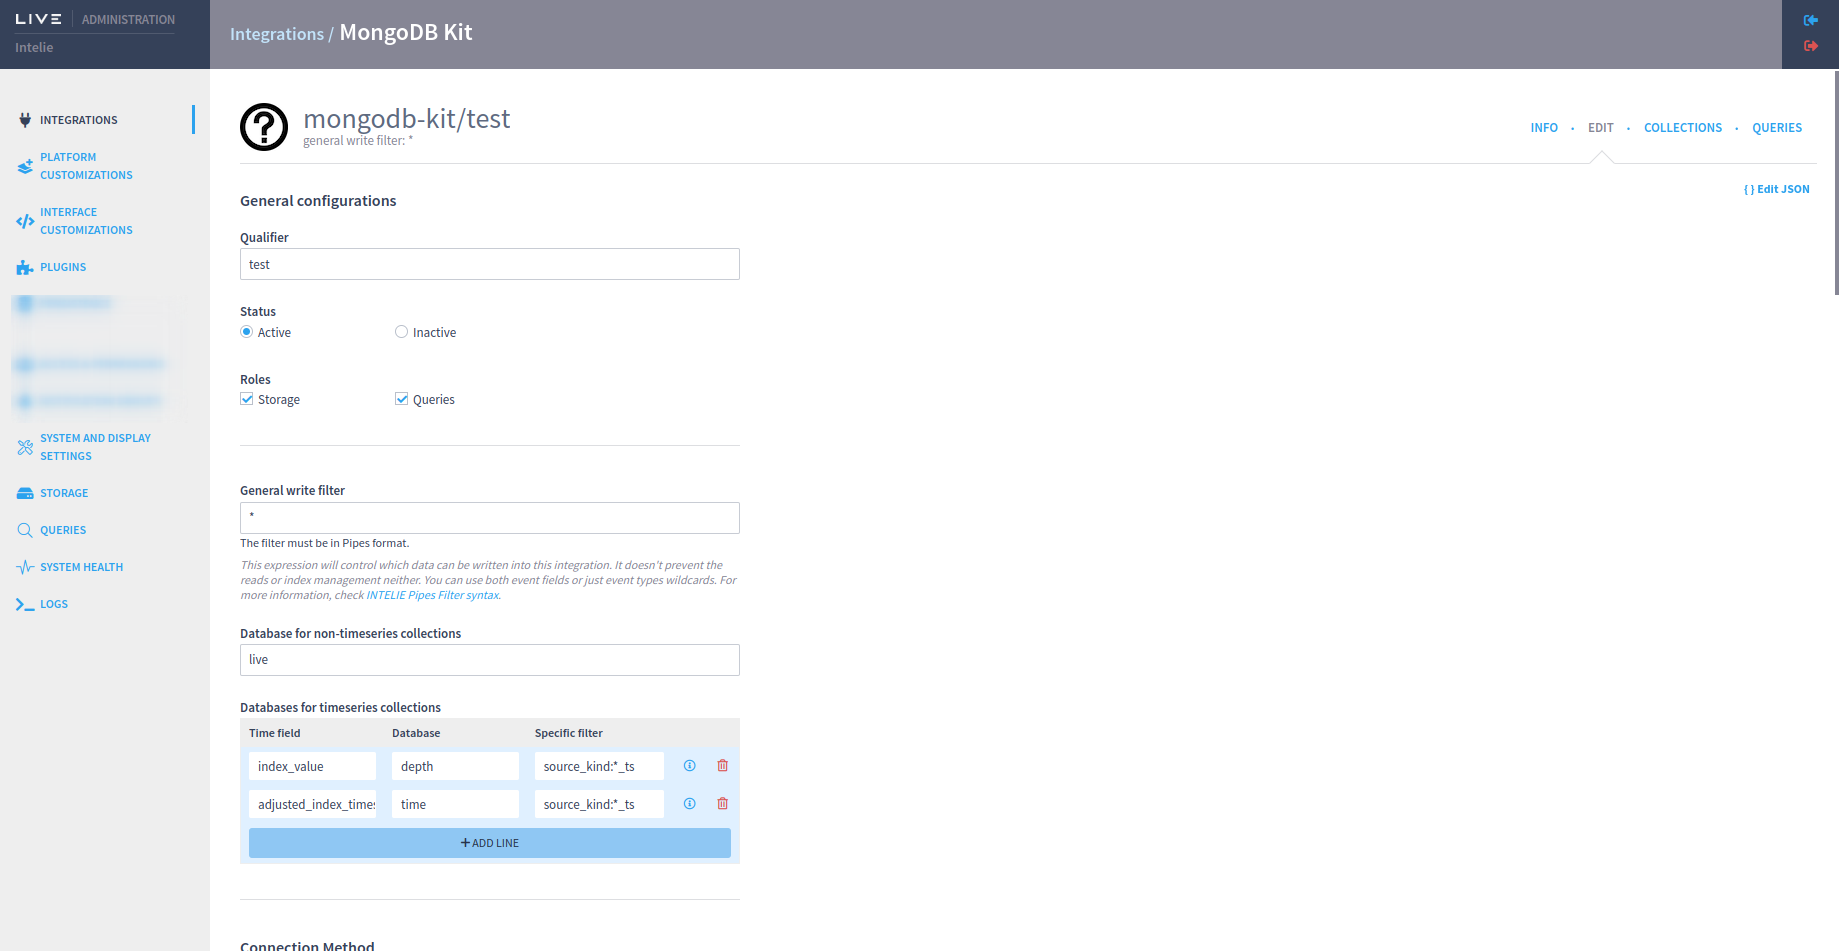 LIVE ADMINISTRATION
Intelie
Integrations / MongoDB Kit
INTEGRATIONS
PLATFORM
CUSTOMIZATIONS
INTERFACE
CUSTOMIZATIONS
PLUGINS
SYSTEM AND DISPLAY
SETTINGS
STORAGE
QUERIES
SYSTEM HEALTH
LOGS
mongodb-kit/test
general write filter: *
INFO • EDIT • COLLECTIONS • QUERIES
{ } Edit JSON
General configurations
Qualifier
test
Status
Active Inactive
Roles
Storage Queries
General write filter
*
The filter must be in Pipes format.
This expression will control which data can be written into this integration. It doesn't prevent the
reads or index management neither. You can use both event fields or just event types wildcards. For
more information, check INTELIE Pipes Filter syntax.
Database for non-timeseries collections
live
Databases for timeseries collections
Time field Database Specific filter
index_value depth source_kind:*_ts
adjusted_index_times time source_kind:*_ts
+ ADD LINE
Connection Method